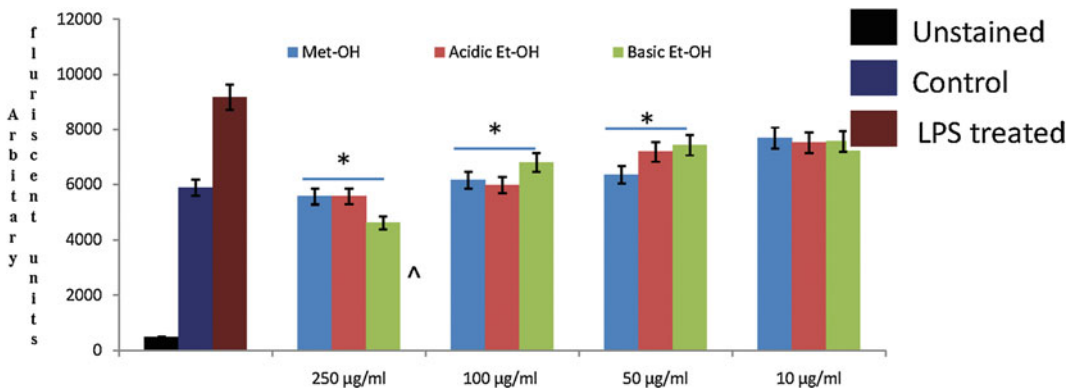 Arbitary
fluriscent units
12000
10000
8000
6000
4000
2000
0
Met-OH Acidic Et-OH Basic Et-OH
* * *
^
250 µg/ml 100 µg/ml 50 µg/ml 10 µg/ml
Unstained
Control
LPS treated